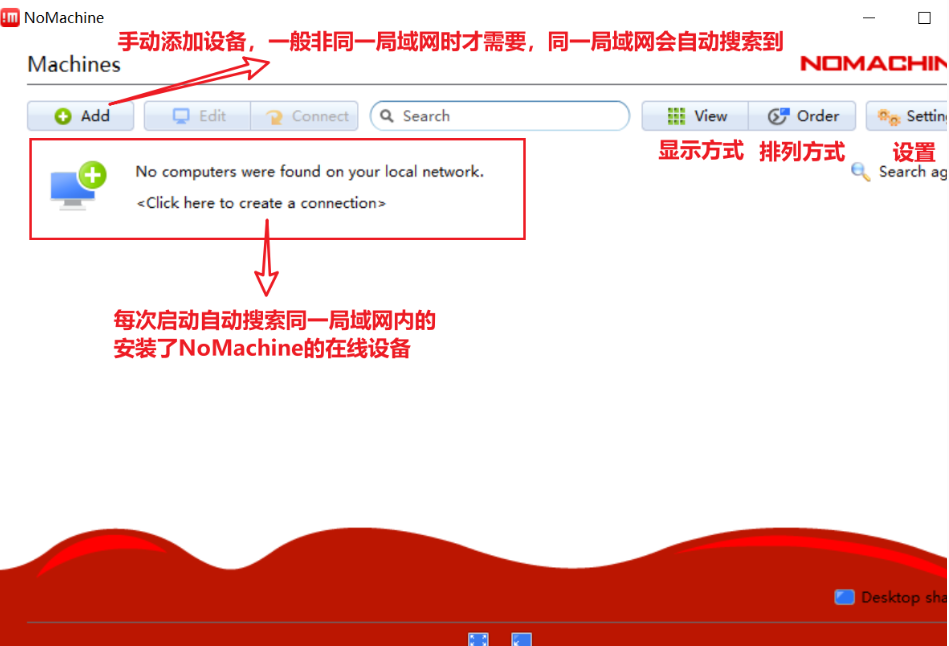 !m NoMachine
手动添加设备，一般非同一局域网时才需要，同一局域网会自动搜索到
Machines
NOMACHIN
Add
Edit
Connect
Search
View
Order
Settin
显示方式
排列方式
设置
No computers were found on your local network.
Search ag
<Click here to create a connection>
每次启动自动搜索同一局域网内的
安装了NoMachine的在线设备
Desktop sha